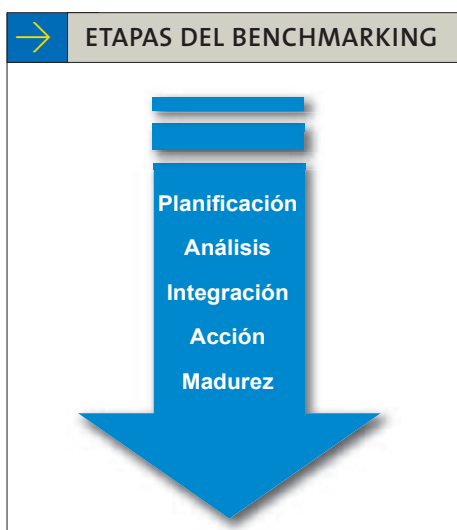 ETAPAS DEL BENCHMARKING
Planificación
Análisis
Integración
Acción
Madurez